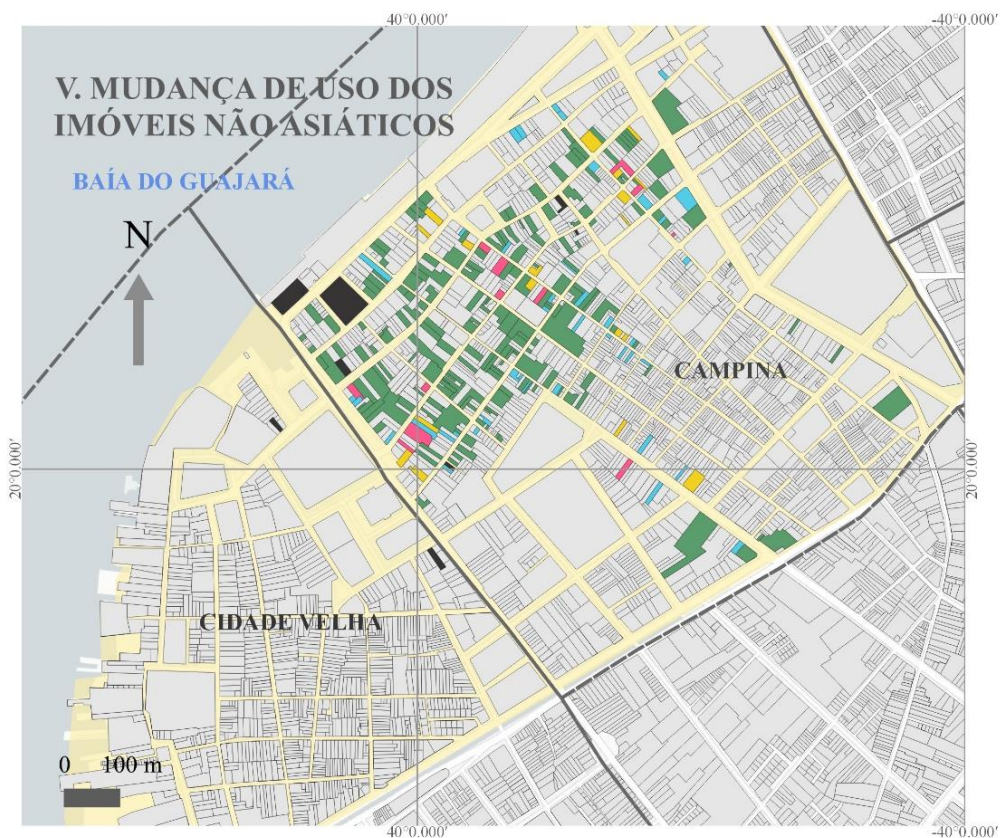 40°0.000′
-40°0.000′
V. MUDANÇA DE USO DOS
IMÓVEIS NÃO ASIÁTICOS
BAÍA DO GUAJARÁ
N
CAMPINA
20°0.000′
20°0.000′
CIDADE VELHA
0 100 m
40°0.000′
-40°0.000′